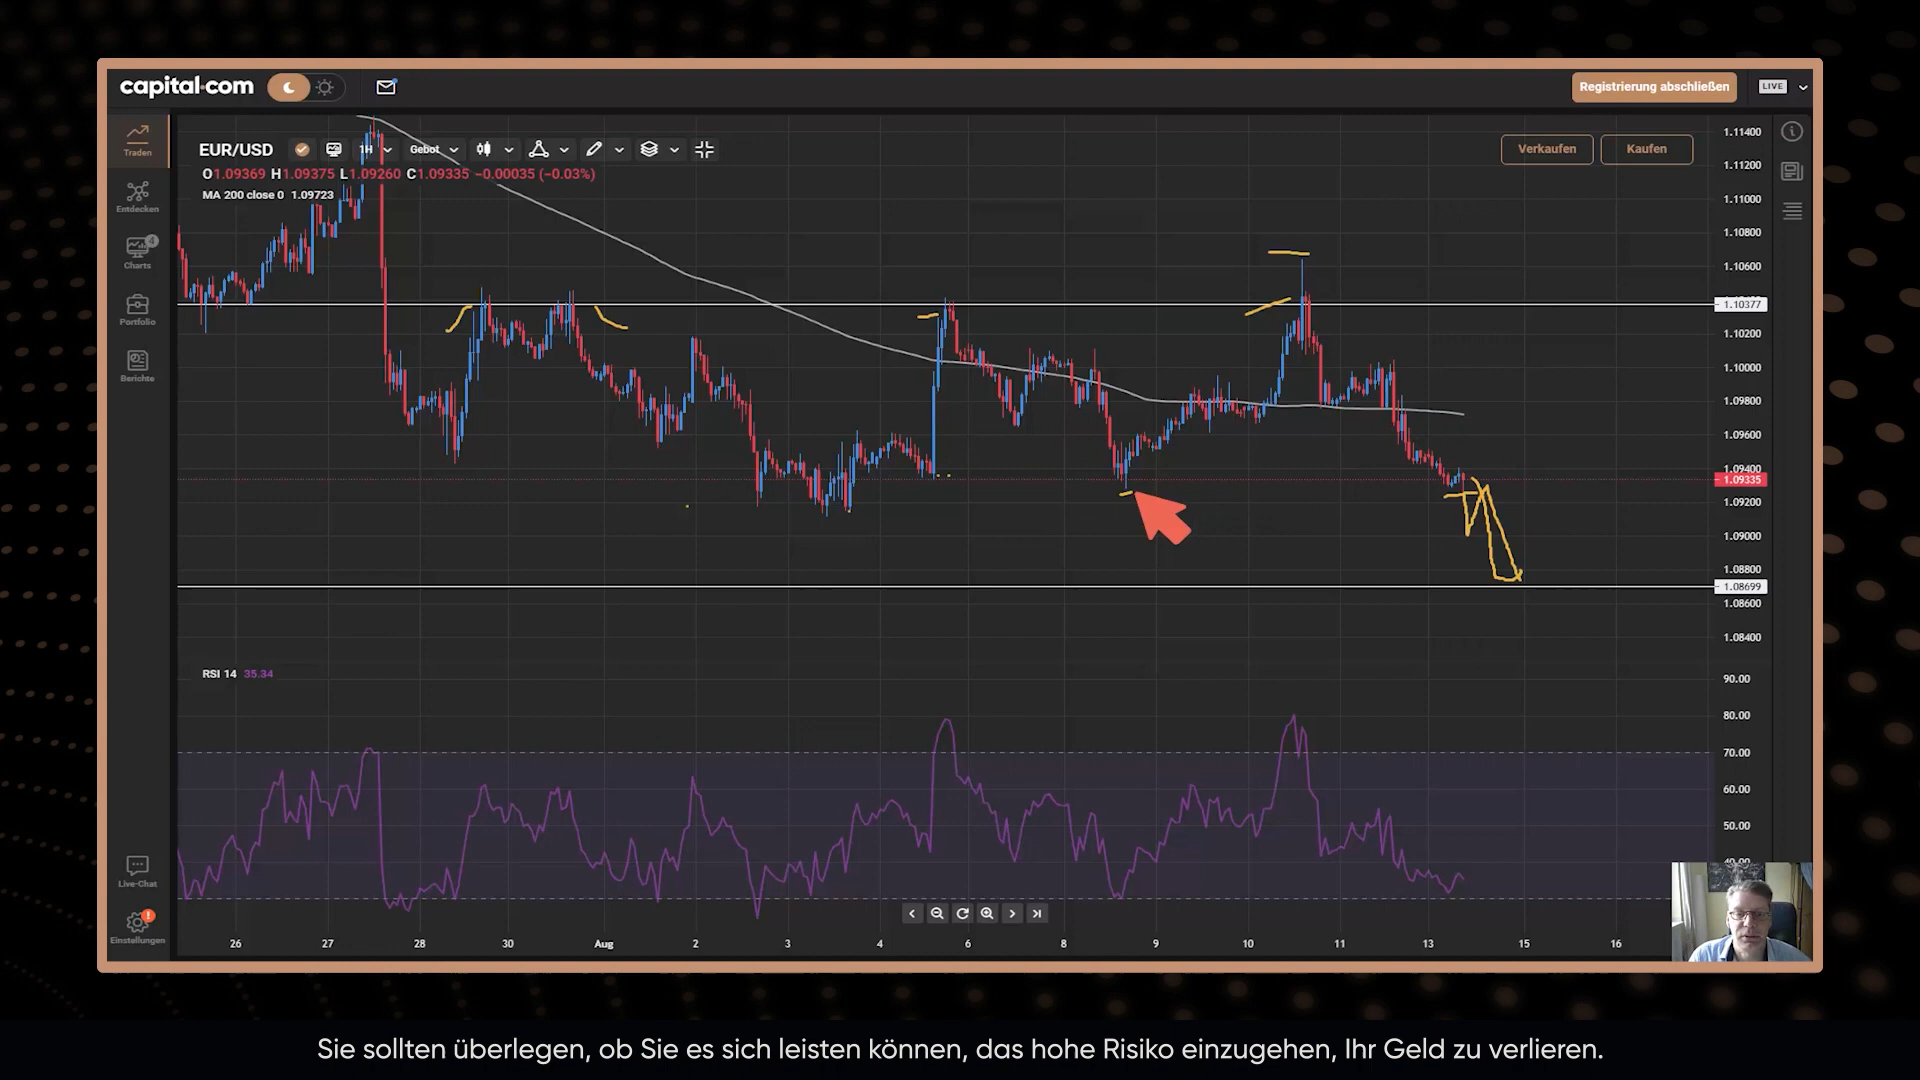 capital.com
Registrierung abschließen
LIVE
Traden
Entdecken
4
Charts
Portfolio
Berichte
Live-Chat
!
Einstellungen
EUR/USD
1H
Gebot
Verkaufen
Kaufen
O1.09369 H1.09375 L1.09260 C1.09335 −0.00035 (−0.03%)
MA 200 close 0 1.09723
1.11400
1.11200
1.11000
1.10800
1.10600
1.10377
1.10200
1.10000
1.09800
1.09600
1.09400
1.09335
1.09200
1.09000
1.08800
1.08699
1.08600
1.08400
RSI 14 35.34
90.00
80.00
70.00
60.00
50.00
40.00
26 27 28 30 Aug 2 3 4 6 8 9 10 11 13 15 16
Sie sollten überlegen, ob Sie es sich leisten können, das hohe Risiko einzugehen, Ihr Geld zu verlieren.